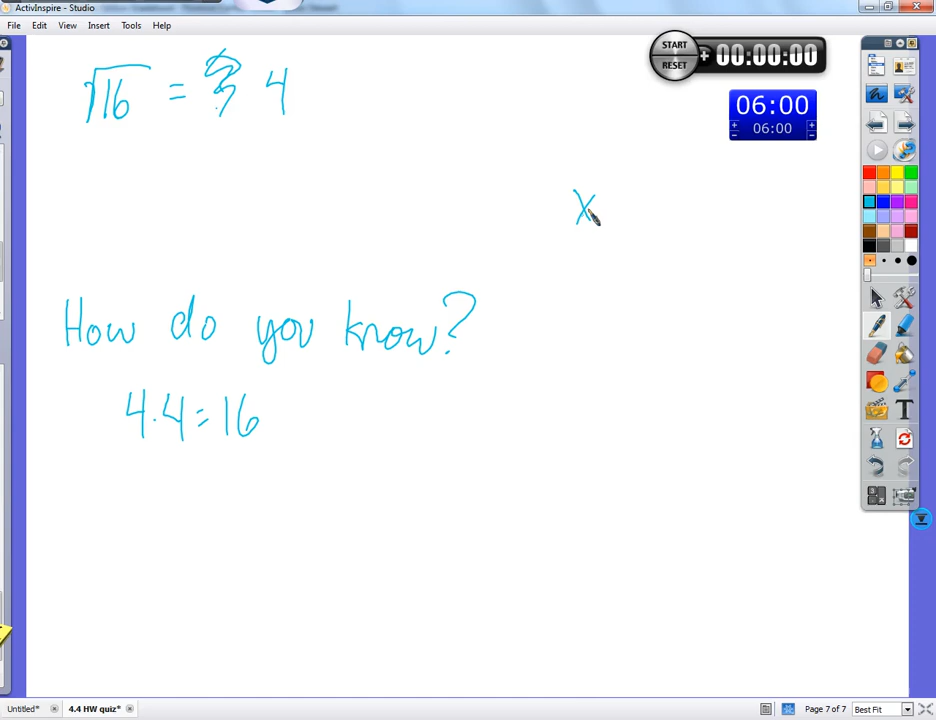 ActivInspire - Studio
File Edit View Insert Tools Help
START
RESET
00:00:00
06:00
06:00
√16 = 4
x
How do you know?
4·4=16
Untitled*
4.4 HW quiz*
Page 7 of 7
Best Fit